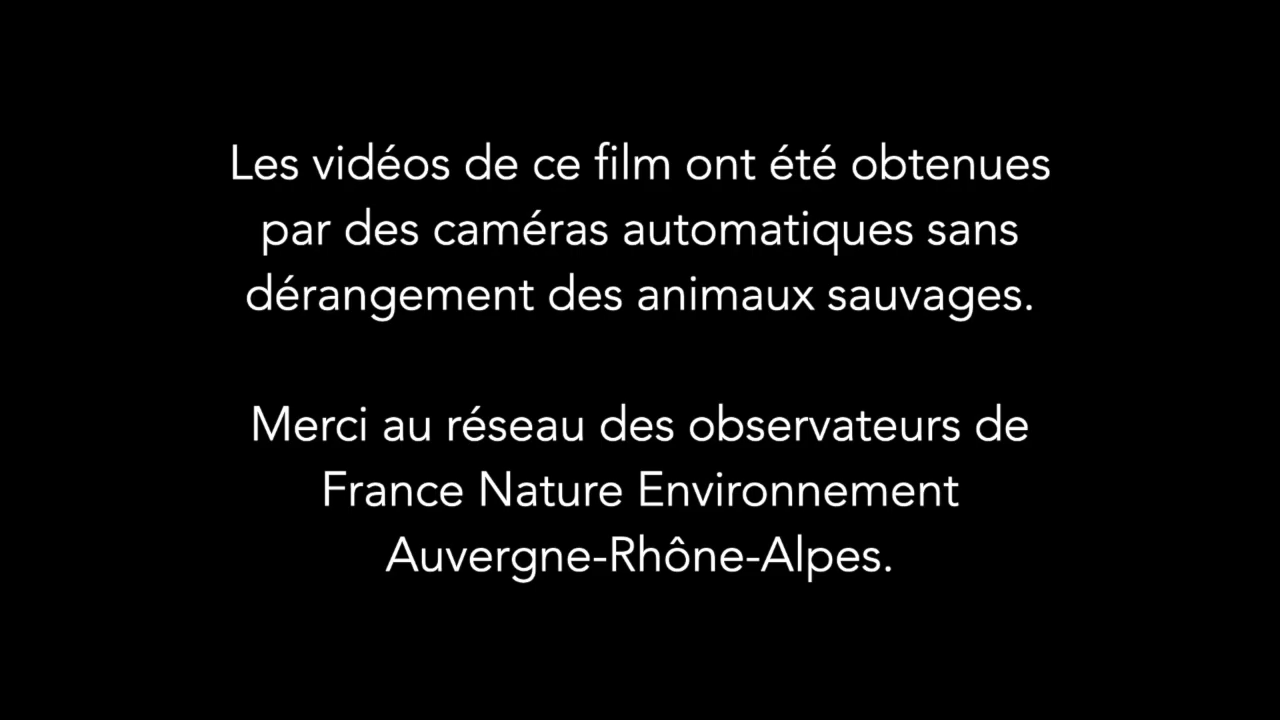 Les vidéos de ce film ont été obtenues
par des caméras automatiques sans
dérangement des animaux sauvages.
Merci au réseau des observateurs de
France Nature Environnement
Auvergne-Rhône-Alpes.